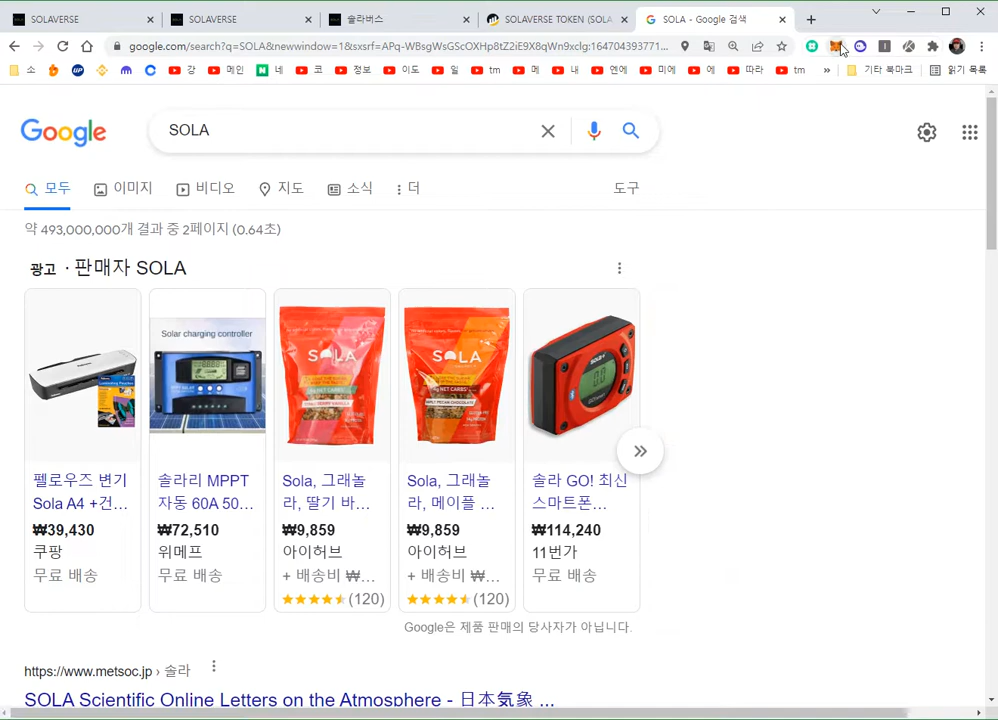 SOLAVERSE
SOLAVERSE
솔라버스
SOLAVERSE TOKEN (SOLA
SOLA - Google 검색
google.com/search?q=SOLA&newwindow=1&sxsrf=APq-WBsgWsGScOXHp8tZ2iE9X8qWn9xclg:164704393771...
소 강 메인 네 코 정보 이도 일 tm 메 내 연에 미에 에 따라 tm » 기타 북마크 읽기 목록
Google
SOLA
모두 이미지 비디오 지도 소식 더 도구
약 493,000,000개 결과 중 2페이지 (0.64초)
광고 · 판매자 SOLA
Solar charging controller
SOLA
SOLA
펠로우즈 변기
Sola A4 +건...
₩39,430
쿠팡
무료 배송
솔라리 MPPT
자동 60A 50...
₩72,510
위메프
무료 배송
Sola, 그래놀
라, 딸기 바...
₩9,859
아이허브
+ 배송비 ₩...
(120)
Sola, 그래놀
라, 메이플 ...
₩9,859
아이허브
+ 배송비 ₩...
(120)
솔라 GO! 최신
스마트폰...
₩114,240
11번가
무료 배송
Google은 제품 판매의 당사자가 아닙니다.
https://www.metsoc.jp › 솔라
SOLA Scientific Online Letters on the Atmosphere - 日本気象 ...